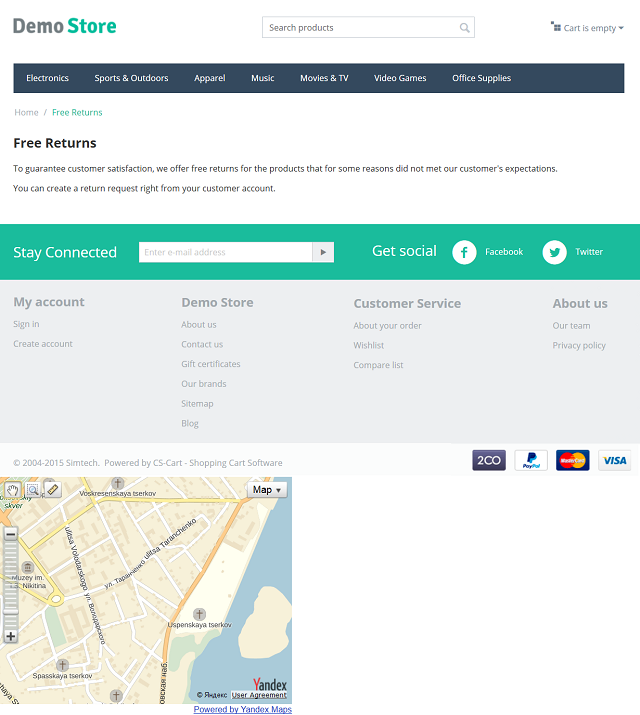 Demo Store
Search products
Cart is empty
Electronics Sports & Outdoors Apparel Music Movies & TV Video Games Office Supplies
Home / Free Returns
Free Returns
To guarantee customer satisfaction, we offer free returns for the products that for some reasons did not met our customer's expectations.
You can create a return request right from your customer account.
Stay Connected
Enter e-mail address
Get social
Facebook
Twitter
My account
Sign in
Create account
Demo Store
About us
Contact us
Gift certificates
Our brands
Sitemap
Blog
Customer Service
About your order
Wishlist
Compare list
About us
Our team
Privacy policy
© 2004-2015 Simtech. Powered by CS-Cart - Shopping Cart Software
2CO
PayPal
MasterCard
VISA
Map
Voskresenskaya tserkov
skver
ulitsa Volodarskogo
ул. Володарского
ул. Таранченко
ulitsa Taranchenko
Muzey im.
Nikitina
Uspenskaya tserkov
Spasskaya tserkov
Yandex
© Яндекс User Agreement
Powered by Yandex Maps